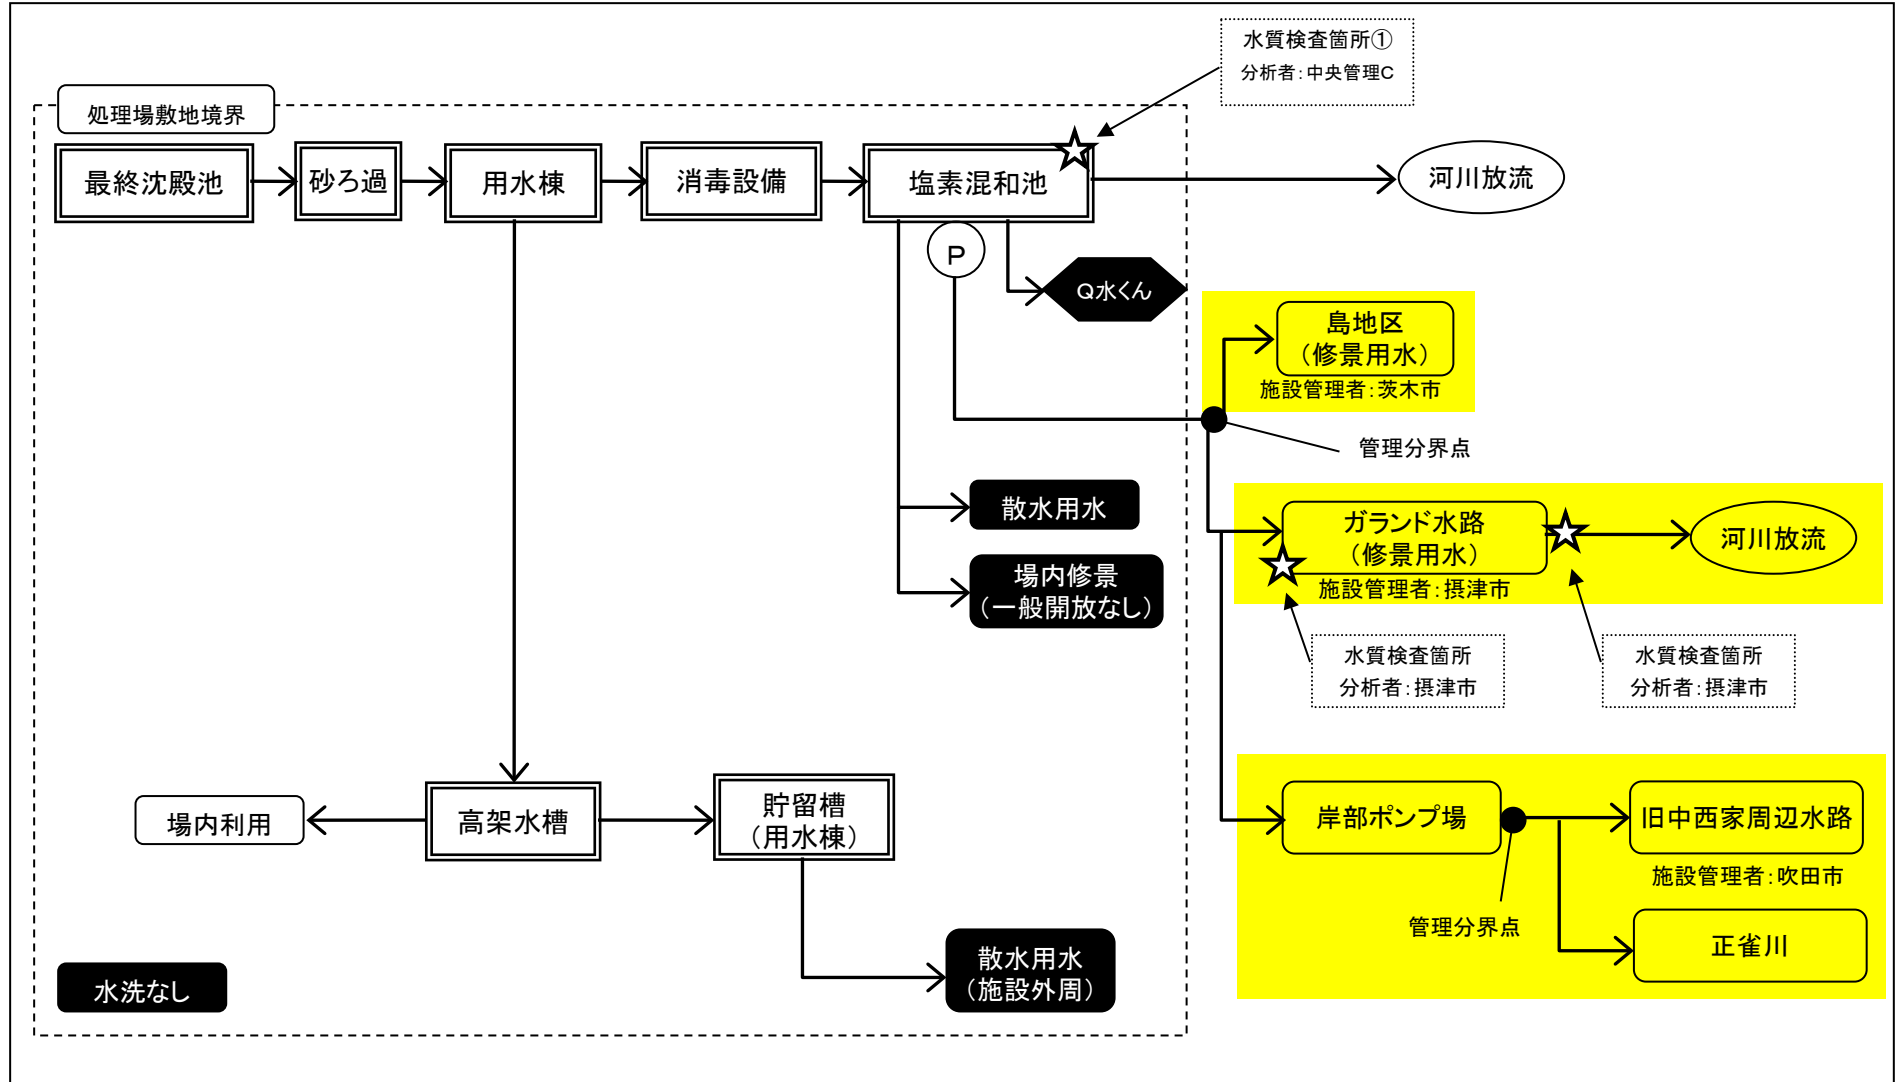 水質検査箇所①
分析者：中央管理C
処理場敷地境界
最終沈殿池
砂ろ過
用水棟
消毒設備
塩素混和池
河川放流
P
Q水くん
島地区
（修景用水）
施設管理者：茨木市
管理分界点
散水用水
ガランド水路
（修景用水）
河川放流
施設管理者：摂津市
場内修景
（一般開放なし）
水質検査箇所
分析者：摂津市
水質検査箇所
分析者：摂津市
場内利用
高架水槽
貯留槽
（用水棟）
岸部ポンプ場
旧中西家周辺水路
施設管理者：吹田市
管理分界点
正雀川
散水用水
（施設外周）
水洗なし